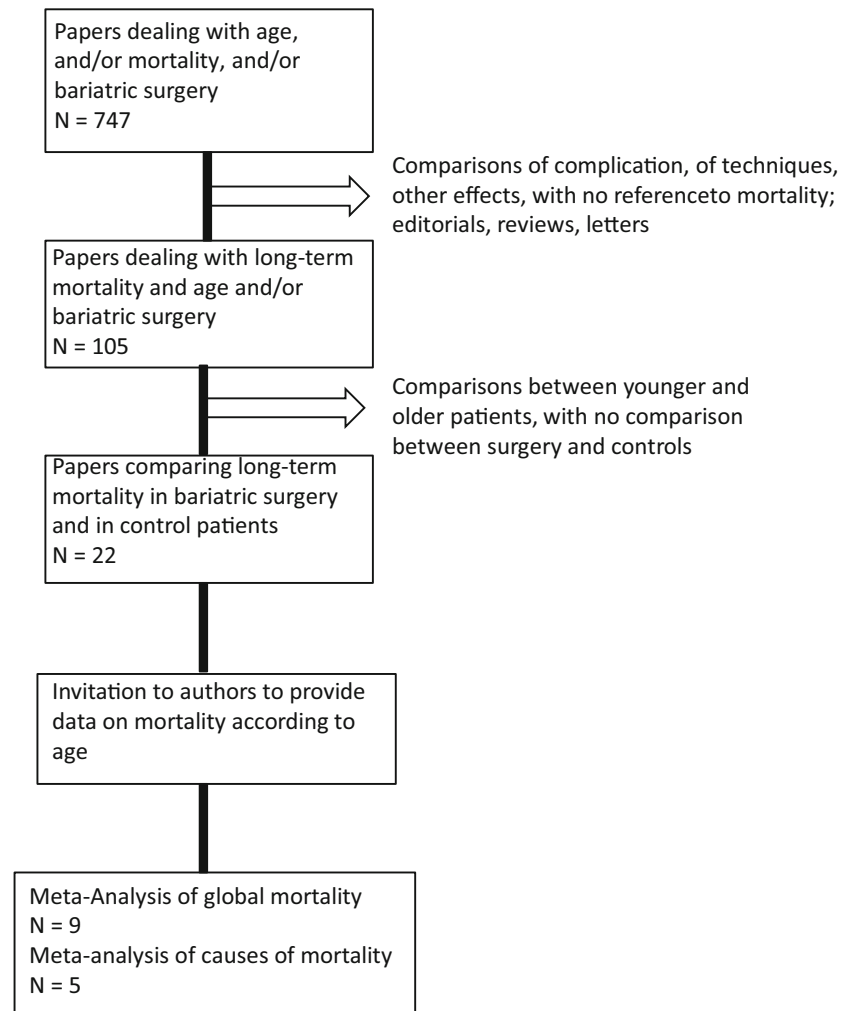 Papers dealing with age,
and/or mortality, and/or
bariatric surgery
N = 747
Comparisons of complication, of techniques,
other effects, with no referenceto mortality;
editorials, reviews, letters
Papers dealing with long-term
mortality and age and/or
bariatric surgery
N = 105
Comparisons between younger and
older patients, with no comparison
between surgery and controls
Papers comparing long-term
mortality in bariatric surgery
and in control patients
N = 22
Invitation to authors to provide
data on mortality according to
age
Meta-Analysis of global mortality
N = 9
Meta-analysis of causes of mortality
N = 5